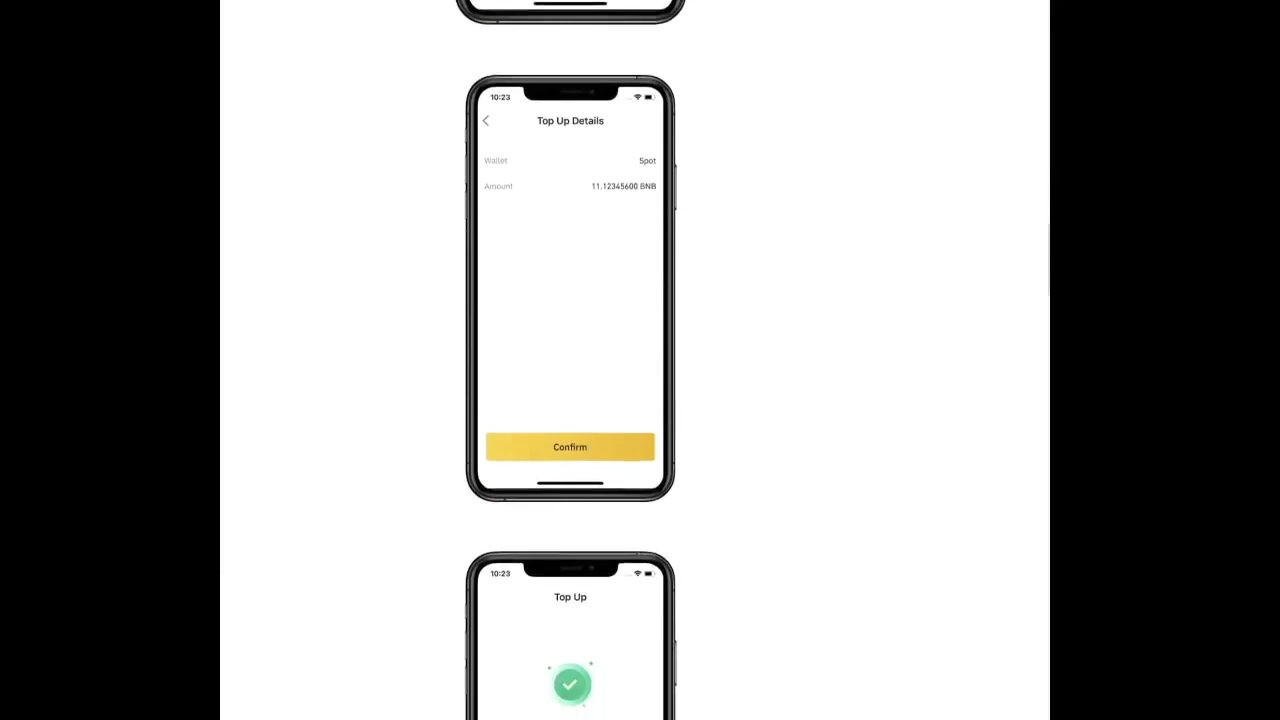 10:23
Top Up Details
Wallet Spot
Amount 11.12345600 BNB
Confirm
10:23
Top Up